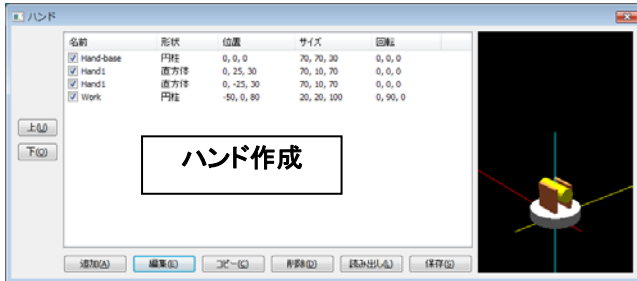 ハンド
名前 形状 位置 サイズ 回転
Hand-base 円柱 0, 0, 0 70, 70, 30 0, 0, 0
Hand1 直方体 0, 25, 30 70, 10, 70 0, 0, 0
Hand1 直方体 0, -25, 30 70, 10, 70 0, 0, 0
Work 円柱 -50, 0, 80 20, 20, 100 0, 90, 0
上(U)
下(O)
ハンド作成
追加(A) 編集(E) コピー(C) 削除(D) 読み出し(L) 保存(S)